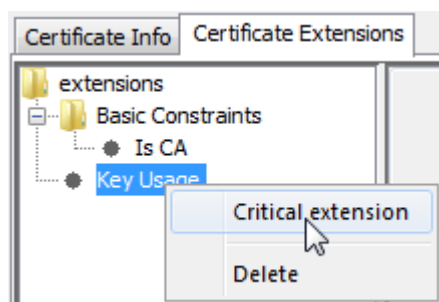 Certificate Info Certificate Extensions
extensions
Basic Constraints
Is CA
Key Usage
Critical extension
Delete